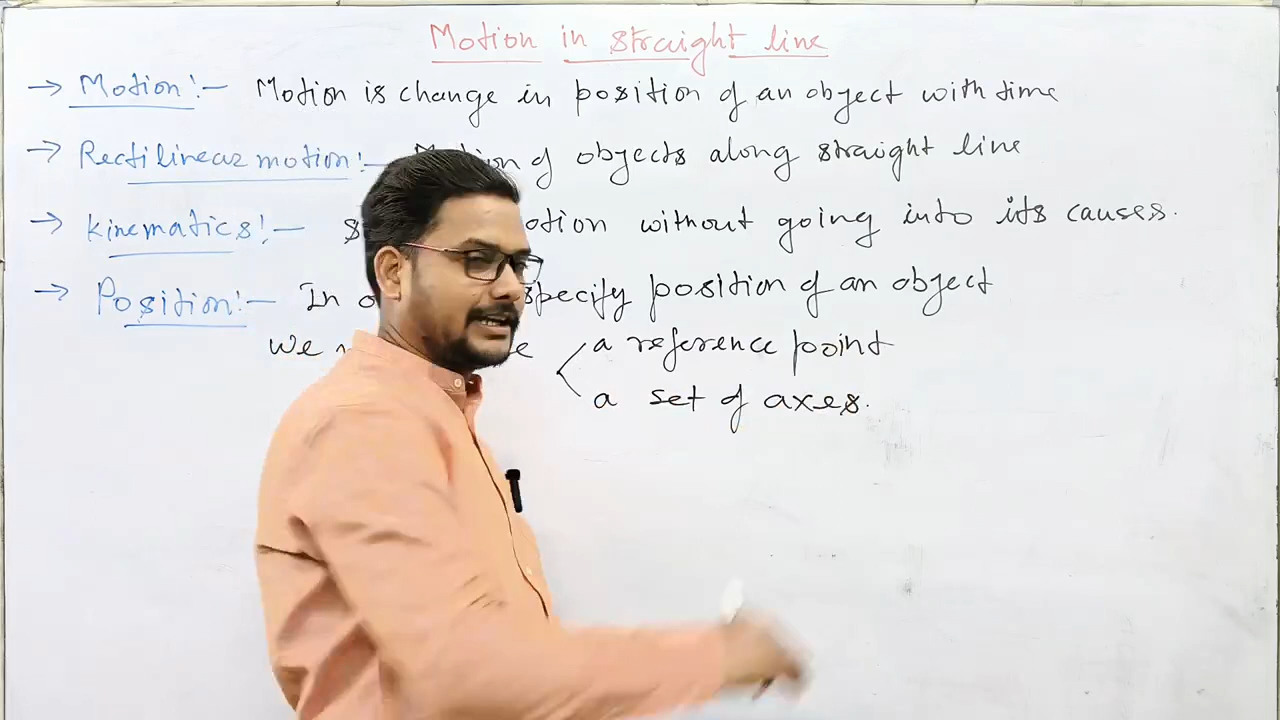 Motion in straight line
→ Motion:- Motion is change in position of an object with time
→ Rectilinear motion:- of objects along straight line
→ Kinematics:- without going into its causes.
→ Position:- In specify position of an object
we a reference point
a set of axes.